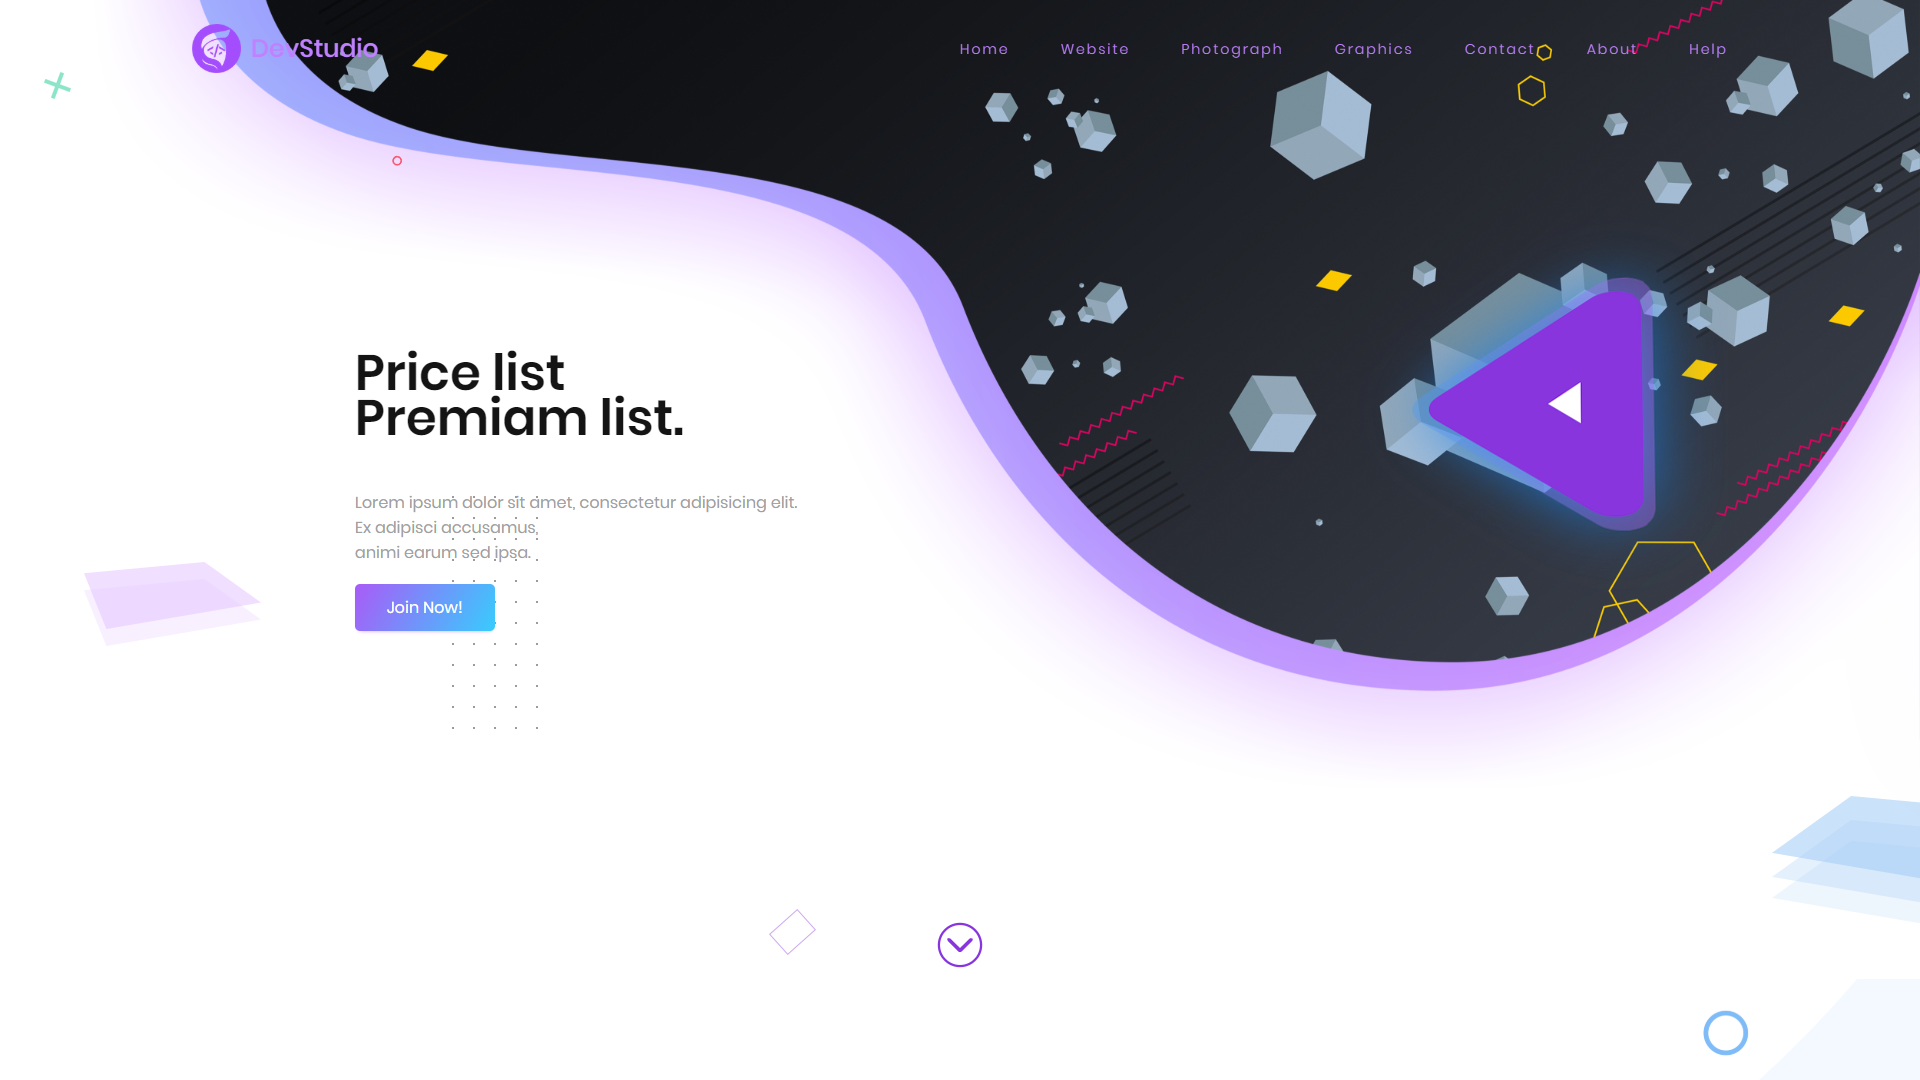 DevStudio
Home Website Photograph Graphics Contact About Help
Price list
Premiam list.
Lorem ipsum dolor sit amet, consectetur adipisicing elit.
Ex adipisci accusamus,
animi earum sed ipsa.
Join Now!